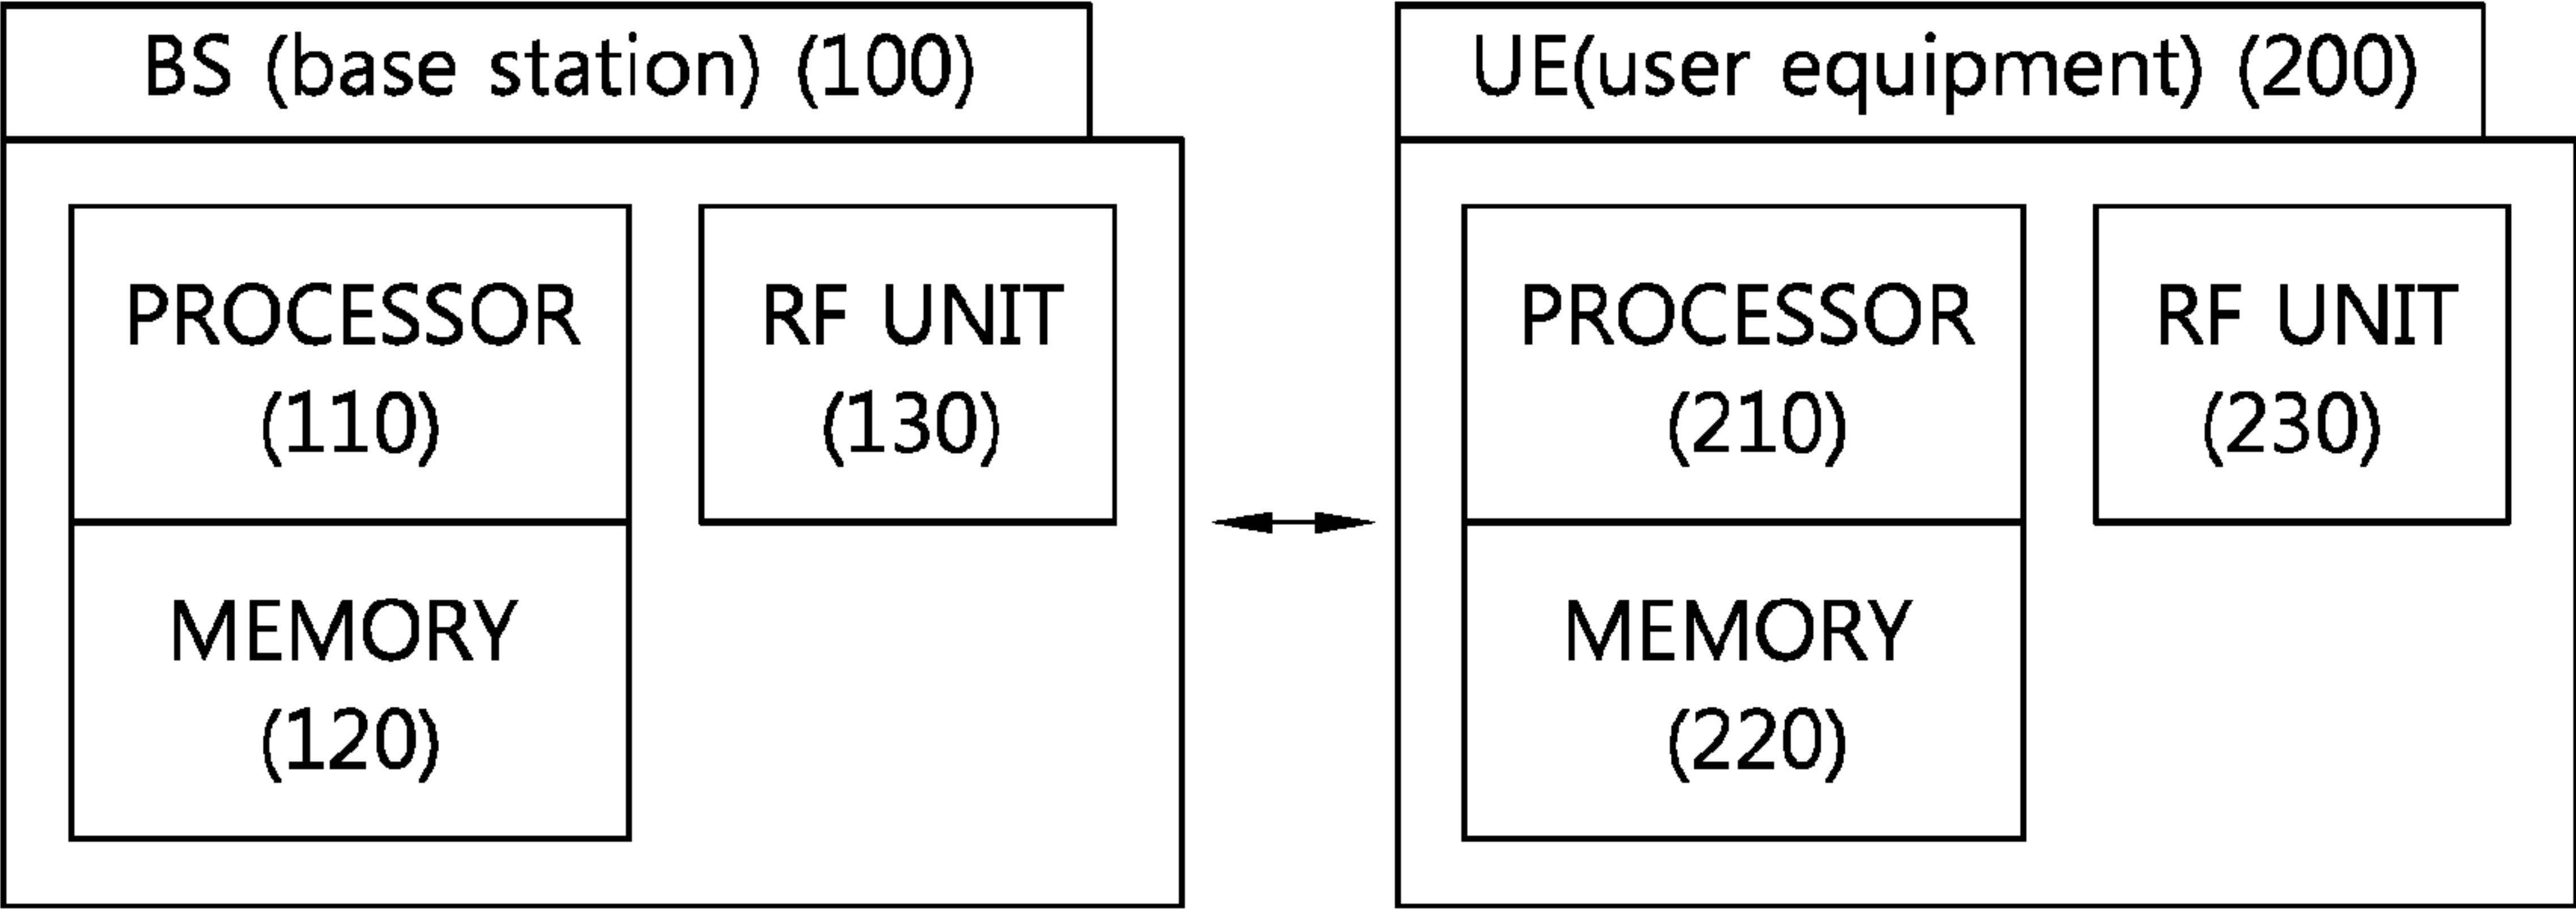 BS (base station) (100)
PROCESSOR
(110)
RF UNIT
(130)
MEMORY
(120)
UE(user equipment) (200)
PROCESSOR
(210)
RF UNIT
(230)
MEMORY
(220)